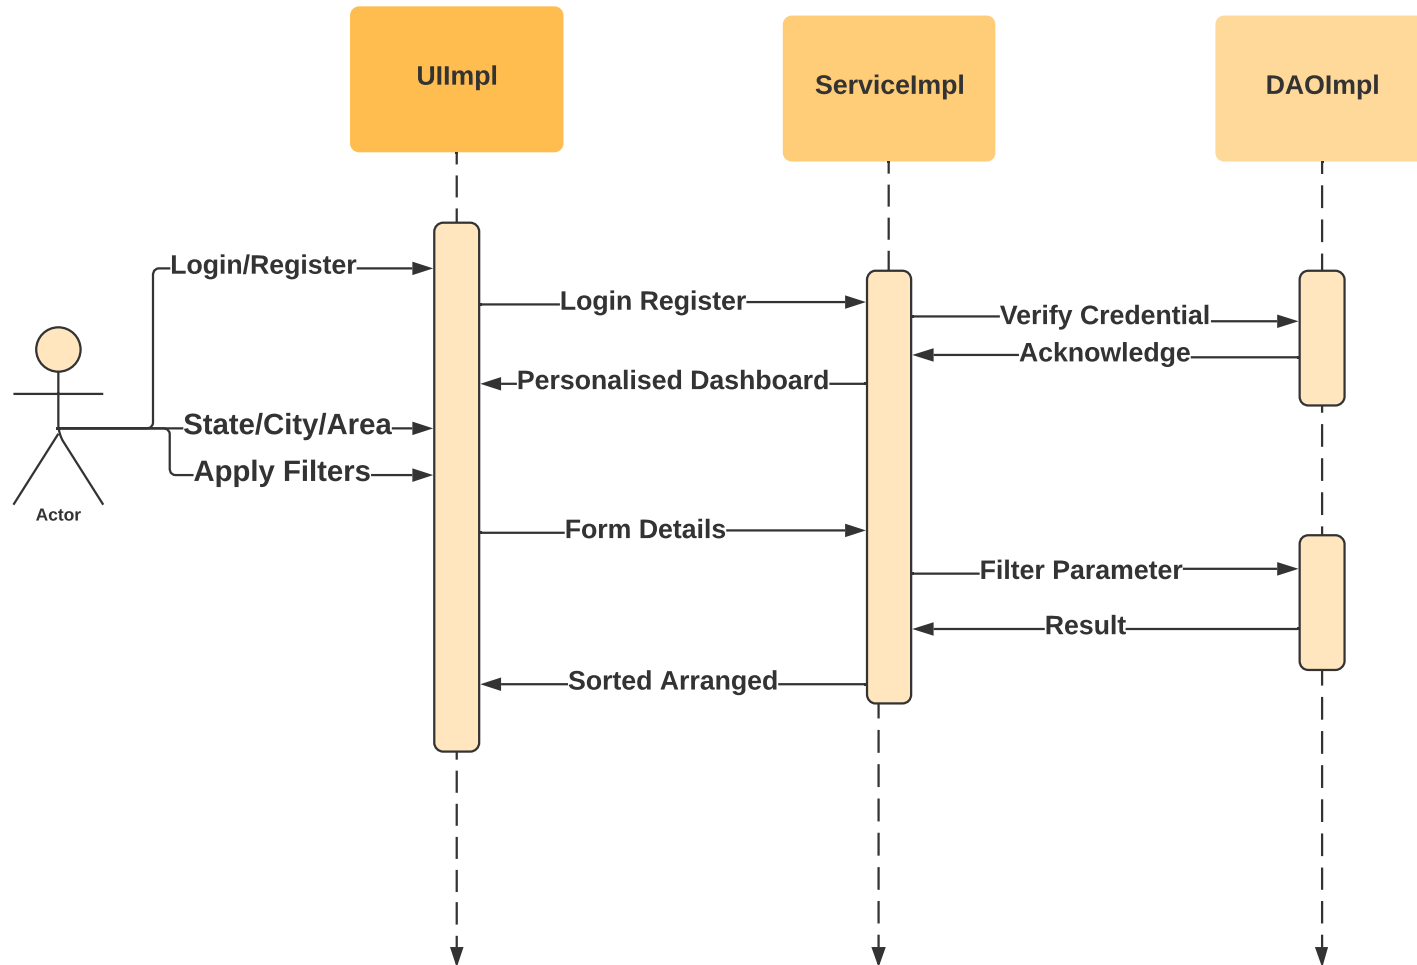 UIImpl
ServiceImpl
DAOImpl
Login/Register
Login Register
Verify Credential
Acknowledge
Personalised Dashboard
State/City/Area
Apply Filters
Actor
Form Details
Filter Parameter
Result
Sorted Arranged